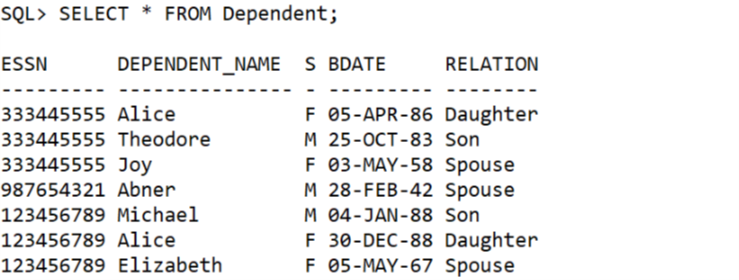 SQL> SELECT * FROM Dependent;
ESSN DEPENDENT_NAME S BDATE RELATION
--------- --------------- - --------- --------
333445555 Alice F 05-APR-86 Daughter
333445555 Theodore M 25-OCT-83 Son
333445555 Joy F 03-MAY-58 Spouse
987654321 Abner M 28-FEB-42 Spouse
123456789 Michael M 04-JAN-88 Son
123456789 Alice F 30-DEC-88 Daughter
123456789 Elizabeth F 05-MAY-67 Spouse